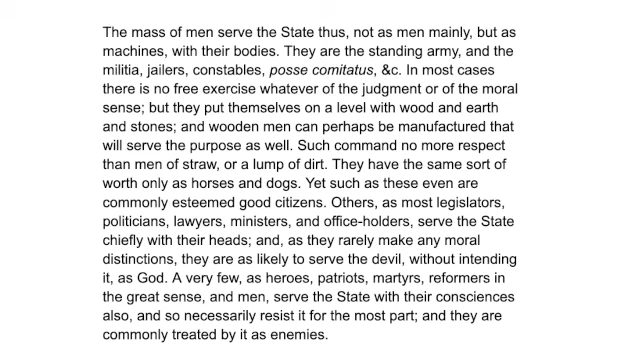 The mass of men serve the State thus, not as men mainly, but as
machines, with their bodies. They are the standing army, and the
militia, jailers, constables, posse comitatus, &c. In most cases
there is no free exercise whatever of the judgment or of the moral
sense; but they put themselves on a level with wood and earth
and stones; and wooden men can perhaps be manufactured that
will serve the purpose as well. Such command no more respect
than men of straw, or a lump of dirt. They have the same sort of
worth only as horses and dogs. Yet such as these even are
commonly esteemed good citizens. Others, as most legislators,
politicians, lawyers, ministers, and office-holders, serve the State
chiefly with their heads; and, as they rarely make any moral
distinctions, they are as likely to serve the devil, without intending
it, as God. A very few, as heroes, patriots, martyrs, reformers in
the great sense, and men, serve the State with their consciences
also, and so necessarily resist it for the most part; and they are
commonly treated by it as enemies.